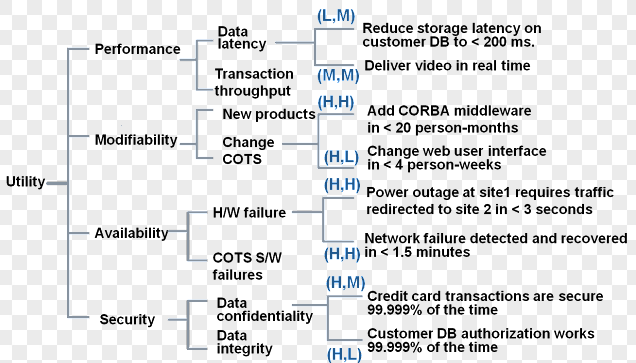 (L,M)
Reduce storage latency on
customer DB to < 200 ms.
Data
latency
Performance
Deliver video in real time
(M,M)
Transaction
throughput
(H,H)
New products
Add CORBA middleware
in < 20 person-months
Modifiability
Change
COTS
(H,L)
Change web user interface
in < 4 person-weeks
Utility
(H,H)
Power outage at site1 requires traffic
redirected to site 2 in < 3 seconds
H/W failure
Availability
Network failure detected and recovered
in < 1.5 minutes
(H,H)
COTS S/W
failures
(H,M)
Credit card transactions are secure
99.999% of the time
Data
confidentiality
Security
Customer DB authorization works
99.999% of the time
Data
integrity
(H,L)